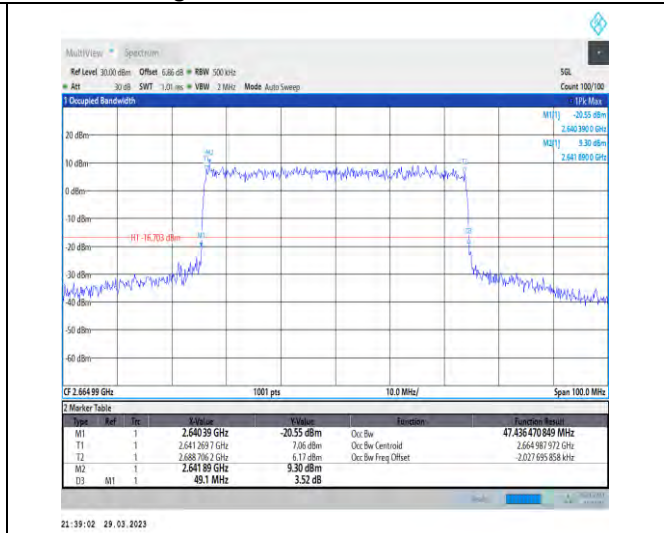 MultiView Spectrum
Ref Level 30.00 dBm Offset 6.86 dB RBW 500 kHz SGL
Att 30 dB SWT 1.01 ms VBW 2 MHz Mode Auto Sweep Count 100/100
1 Occupied Bandwidth 1Pk Max
M1[1] -20.55 dBm
2.640 390 0 GHz
M2[1] 9.30 dBm
2.641 890 0 GHz
20 dBm
10 dBm
0 dBm
-10 dBm
-20 dBm
-30 dBm
-40 dBm
-50 dBm
-60 dBm
H1 -16.703 dBm
M2
M1
CF 2.664 99 GHz 1001 pts 10.0 MHz/ Span 100.0 MHz
2 Marker Table
Type Ref Trc X-Value Y-Value Function Function Result
M1 1 2.640 39 GHz -20.55 dBm Occ Bw 47.436 470 849 MHz
T1 1 2.641 269 7 GHz 7.06 dBm Occ Bw Centroid 2.664 987 972 GHz
T2 1 2.688 706 2 GHz 6.17 dBm Occ Bw Freq Offset -2.027 695 858 kHz
M2 1 2.641 89 GHz 9.30 dBm
D3 M1 1 49.1 MHz 3.52 dB
21:39:02 29.03.2023